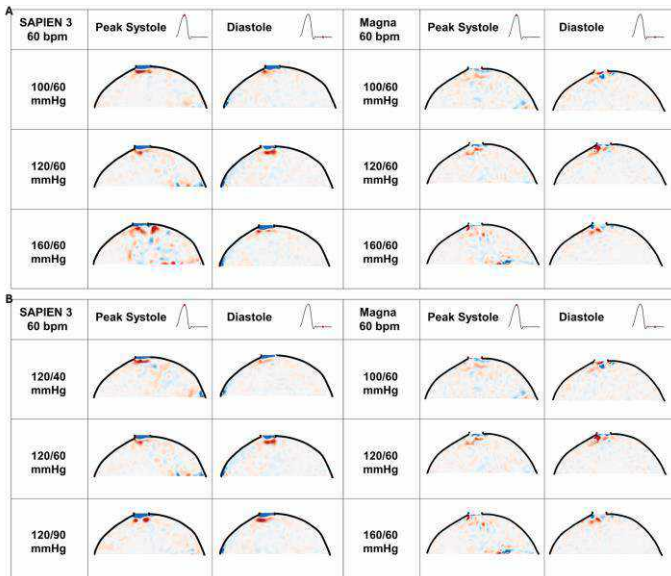 A
SAPIEN 3
60 bpm
Peak Systole
Diastole
Magna
60 bpm
Peak Systole
Diastole
100/60
mmHg
100/60
mmHg
120/60
mmHg
120/60
mmHg
160/60
mmHg
160/60
mmHg
B
SAPIEN 3
60 bpm
Peak Systole
Diastole
Magna
60 bpm
Peak Systole
Diastole
120/40
mmHg
100/60
mmHg
120/60
mmHg
120/60
mmHg
120/90
mmHg
160/60
mmHg